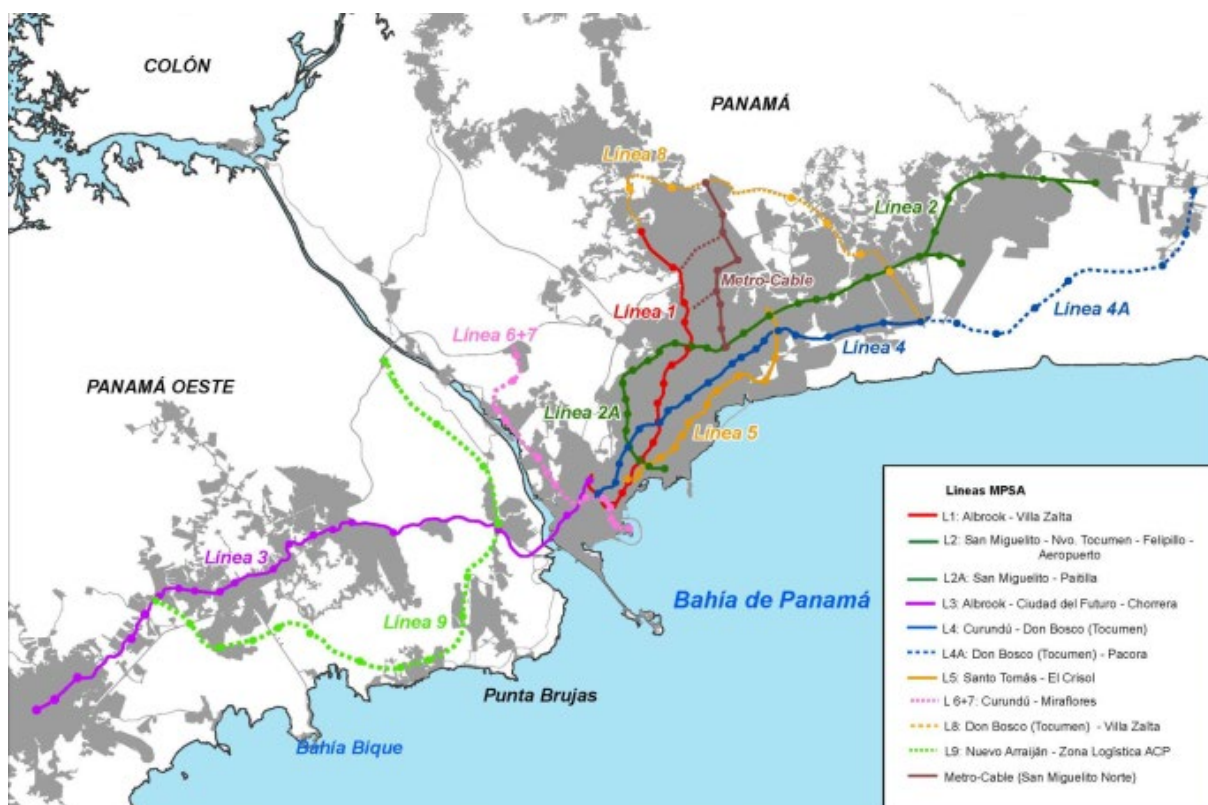 COLÓN
PANAMÁ
Línea 8
Línea 2
Metro-Cable
Línea 1
Línea 4A
Línea 6+7
Línea 4
PANAMÁ OESTE
Línea 2A
Línea 5
Línea 3
Línea 9
Bahía de Panamá
Punta Brujas
Bahía Bique
Lineas MPSA
L1: Albrook - Villa Zalta
L2: San Miguelito - Nvo. Tocumen - Felipillo -
Aeropuerto
L2A: San Miguelito - Paitilla
L3: Albrook - Ciudad del Futuro - Chorrera
L4: Curundú - Don Bosco (Tocumen)
L4A: Don Bosco (Tocumen) - Pacora
L5: Santo Tomás - El Crisol
L 6+7: Curundú - Miraflores
L8: Don Bosco (Tocumen) - Villa Zalta
L9: Nuevo Arraiján - Zona Logística ACP
Metro-Cable (San Miguelito Norte)